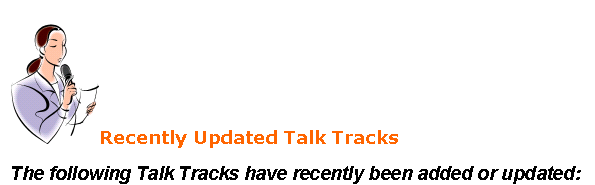 Recently Updated Talk Tracks
The following Talk Tracks have recently been added or updated: